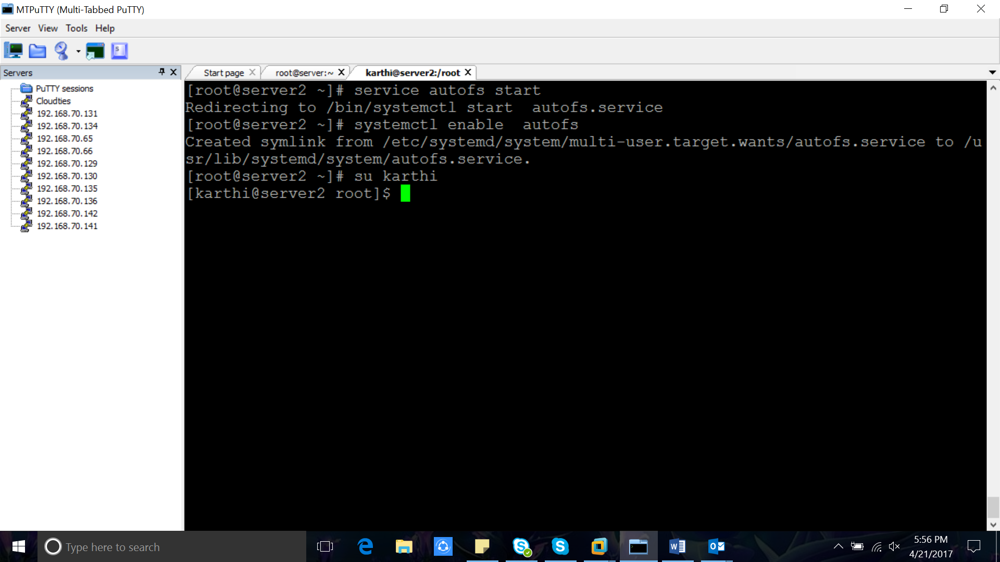 MTPuTTY (Multi-Tabbed PuTTY)
Server View Tools Help
Servers
PuTTY sessions
Cloudties
192.168.70.131
192.168.70.134
192.168.70.65
192.168.70.66
192.168.70.129
192.168.70.130
192.168.70.135
192.168.70.136
192.168.70.142
192.168.70.141
Start page root@server:~ karthi@server2:/root
[root@server2 ~]# service autofs start
Redirecting to /bin/systemctl start  autofs.service
[root@server2 ~]# systemctl enable  autofs
Created symlink from /etc/systemd/system/multi-user.target.wants/autofs.service to /u
sr/lib/systemd/system/autofs.service.
[root@server2 ~]# su karthi
[karthi@server2 root]$
Type here to search
5:56 PM
4/21/2017